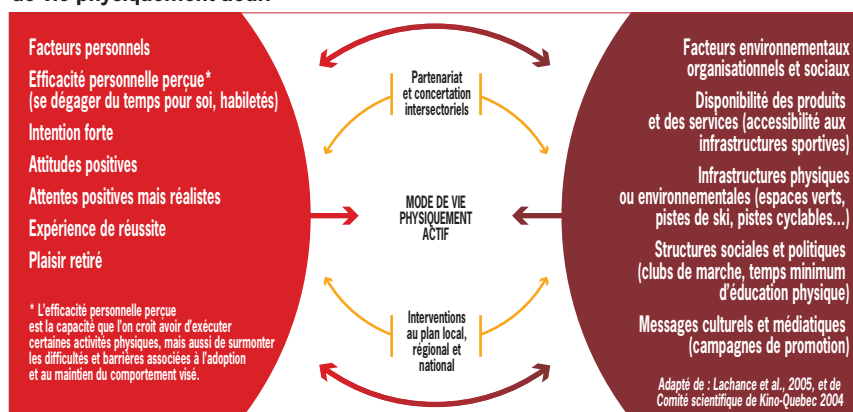 de vie physiquement actif.
Facteurs personnels
Efficacité personnelle perçue*
(se dégager du temps pour soi, habiletés)
Intention forte
Attitudes positives
Attentes positives mais réalistes
Expérience de réussite
Plaisir retiré
* L'efficacité personnelle perçue
est la capacité que l'on croit avoir d'exécuter
certaines activités physiques, mais aussi de surmonter
les difficultés et barrières associées à l'adoption
et au maintien du comportement visé.
Partenariat
et concertation
intersectoriels
MODE DE VIE
PHYSIQUEMENT
ACTIF
Interventions
au plan local,
régional et
national
Facteurs environnementaux
organisationnels et sociaux
Disponibilité des produits
et des services (accessibilité aux
infrastructures sportives)
Infrastructures physiques
ou environnementales (espaces verts,
pistes de ski, pistes cyclables...)
Structures sociales et politiques
(clubs de marche, temps minimum
d'éducation physique)
Messages culturels et médiatiques
(campagnes de promotion)
Adapté de : Lachance et al., 2005, et de
Comité scientifique de Kino-Quebec 2004